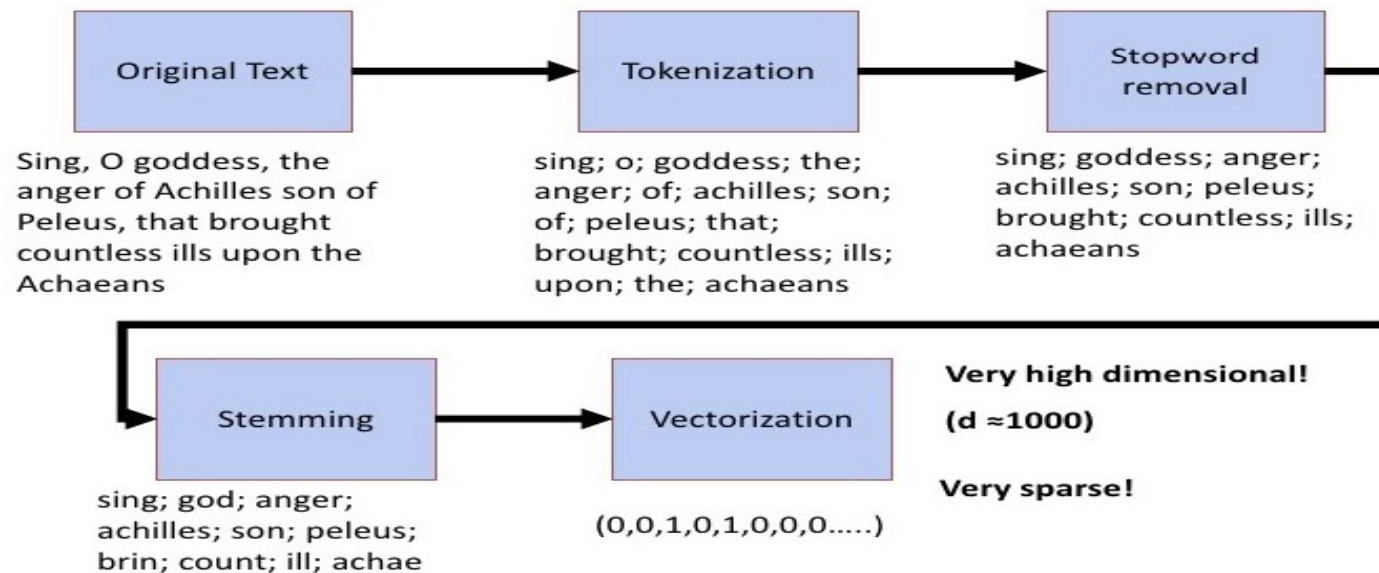 Original Text
Sing, O goddess, the
anger of Achilles son of
Peleus, that brought
countless ills upon the
Achaeans
Tokenization
sing; o; goddess; the;
anger; of; achilles; son;
of; peleus; that;
brought; countless; ills;
upon; the; achaeans
Stopword
removal
sing; goddess; anger;
achilles; son; peleus;
brought; countless; ills;
achaeans
Stemming
sing; god; anger;
achilles; son; peleus;
brin; count; ill; achae
Vectorization
(0,0,1,0,1,0,0,0.....)
Very high dimensional!
(d ≈1000)
Very sparse!